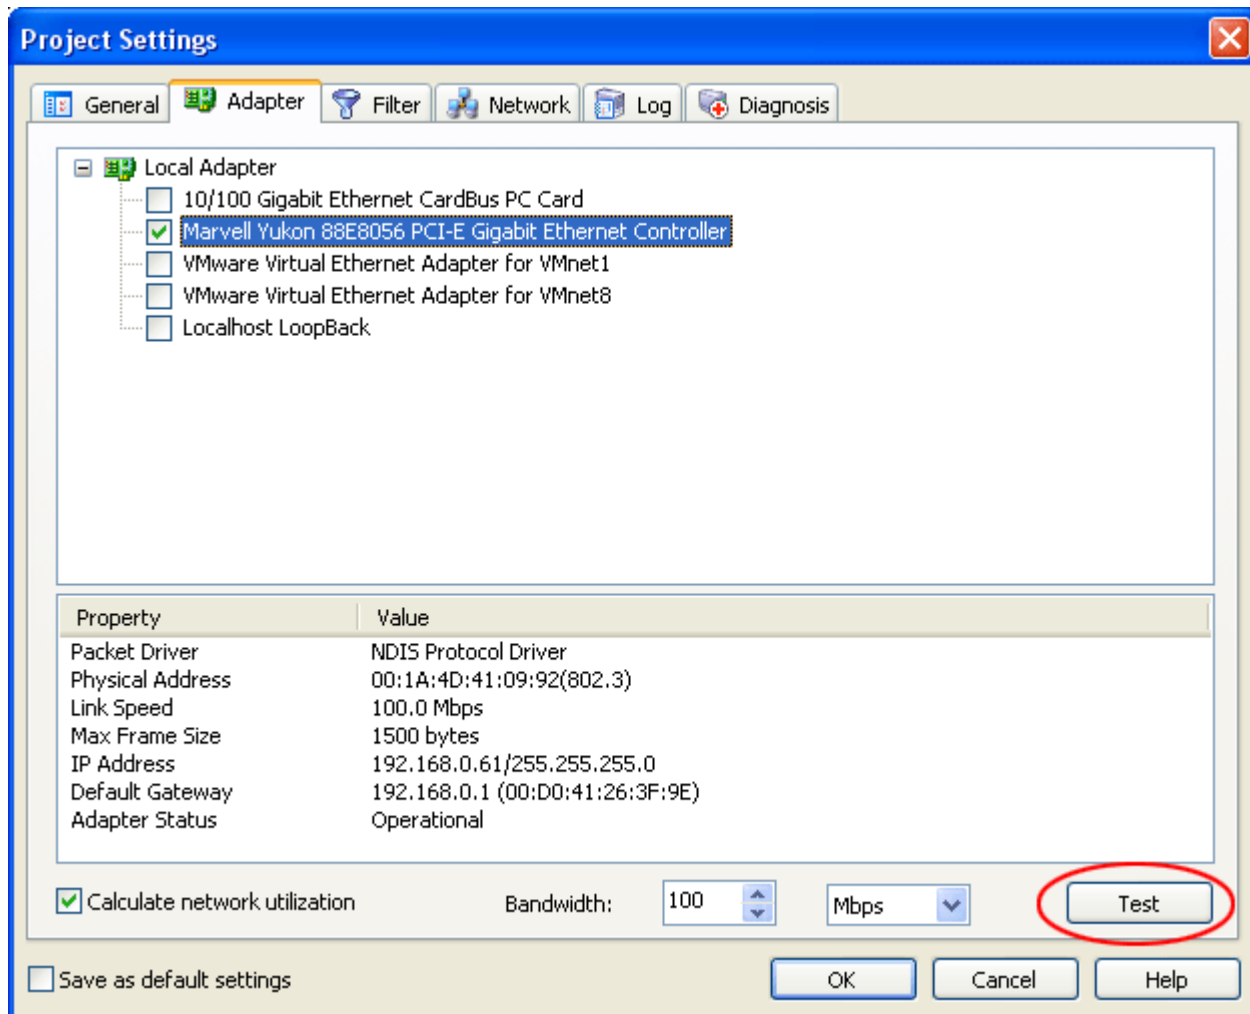 Project Settings
General Adapter Filter Network Log Diagnosis
Local Adapter
10/100 Gigabit Ethernet CardBus PC Card
Marvell Yukon 88E8056 PCI-E Gigabit Ethernet Controller
VMware Virtual Ethernet Adapter for VMnet1
VMware Virtual Ethernet Adapter for VMnet8
Localhost LoopBack
Property Value
Packet Driver NDIS Protocol Driver
Physical Address 00:1A:4D:41:09:92(802.3)
Link Speed 100.0 Mbps
Max Frame Size 1500 bytes
IP Address 192.168.0.61/255.255.255.0
Default Gateway 192.168.0.1 (00:D0:41:26:3F:9E)
Adapter Status Operational
Calculate network utilization Bandwidth: 100 Mbps Test
Save as default settings OK Cancel Help